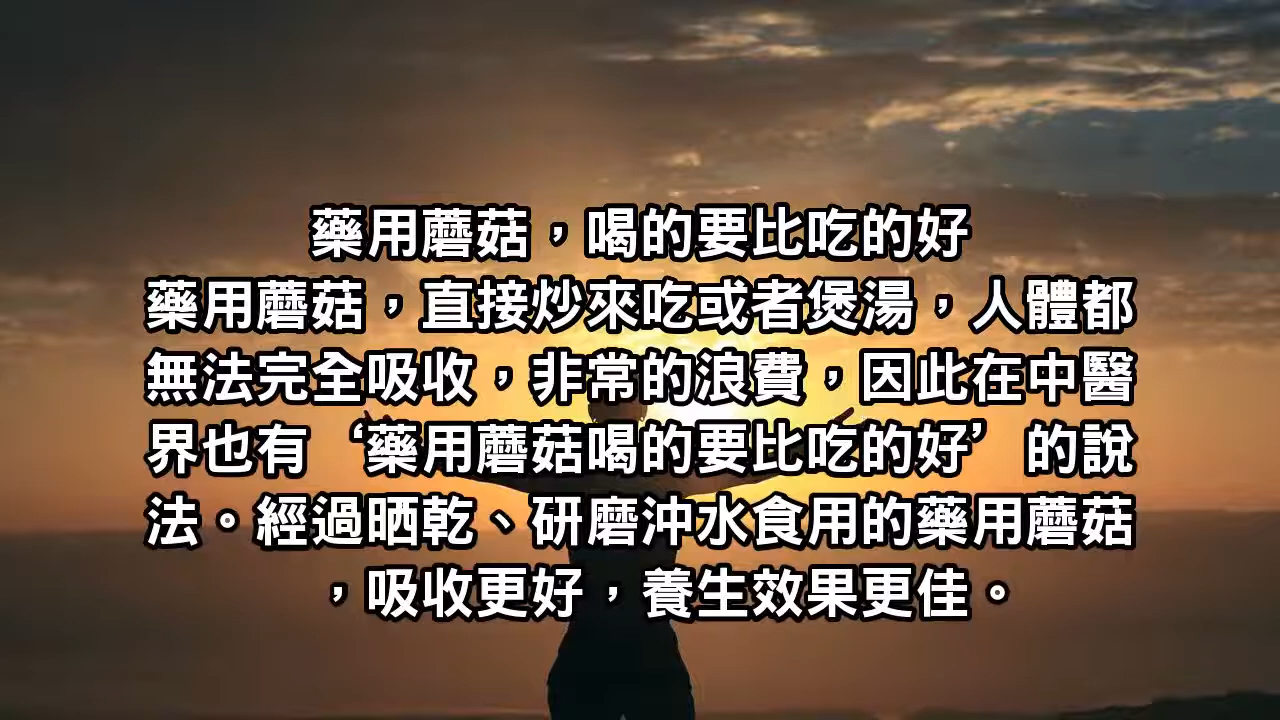 藥用蘑菇，喝的要比吃的好
藥用蘑菇，直接炒來吃或者煲湯，人體都
無法完全吸收，非常的浪費，因此在中醫
界也有‘藥用蘑菇喝的要比吃的好’的說
法。經過晒乾、研磨沖水食用的藥用蘑菇
，吸收更好，養生效果更佳。